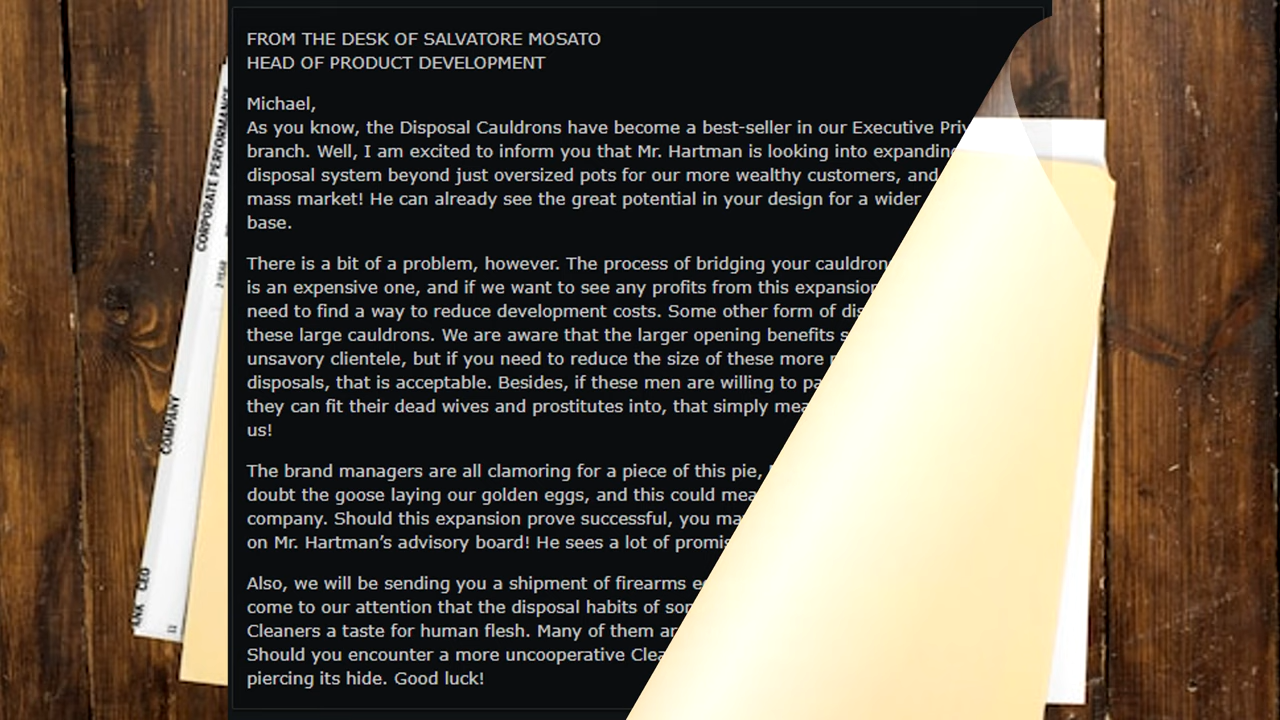 FROM THE DESK OF SALVATORE MOSATO
HEAD OF PRODUCT DEVELOPMENT
Michael,
As you know, the Disposal Cauldrons have become a best-seller in our Executive
branch. Well, I am excited to inform you that Mr. Hartman is looking into expanding
disposal system beyond just oversized pots for our more wealthy customers, and
mass market! He can already see the great potential in your design for a wider
base.
There is a bit of a problem, however. The process of bridging your
is an expensive one, and if we want to see any profits from this expansion
need to find a way to reduce development costs. Some other form of
these large cauldrons. We are aware that the larger opening benefits
unsavory clientele, but if you need to reduce the size of these more
disposals, that is acceptable. Besides, if these men are willing to
they can fit their dead wives and prostitutes into, that simply
us!
The brand managers are all clamoring for a piece of this pie,
doubt the goose laying our golden eggs, and this could
company. Should this expansion prove successful, you
on Mr. Hartman's advisory board! He sees a lot of
Also, we will be sending you a shipment of firearms
come to our attention that the disposal habits of
Cleaners a taste for human flesh. Many of them
Should you encounter a more uncooperative
piercing its hide. Good luck!
CORPORATE PERFORMANCE
2-YEAR
COMPANY
CEO